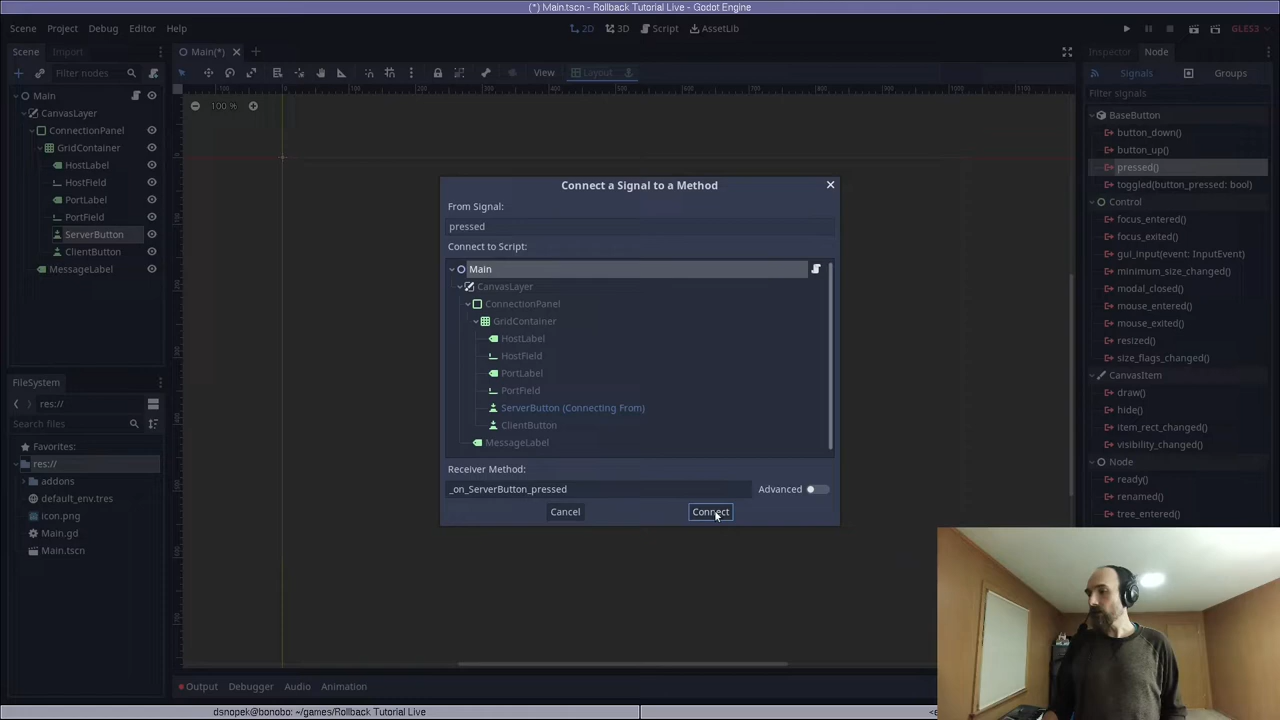 (*) Main.tscn - Rollback Tutorial Live - Godot Engine
Scene Project Debug Editor Help
2D 3D Script AssetLib
GLES3
Scene Import
Filter nodes
Main
CanvasLayer
ConnectionPanel
GridContainer
HostLabel
HostField
PortLabel
PortField
ServerButton
ClientButton
MessageLabel
FileSystem
res://
Search files
Favorites:
res://
addons
default_env.tres
icon.png
Main.gd
Main.tscn
Main(*)
View Layout
100 %
Connect a Signal to a Method
From Signal:
pressed
Connect to Script:
Main
CanvasLayer
ConnectionPanel
GridContainer
HostLabel
HostField
PortLabel
PortField
ServerButton (Connecting From)
ClientButton
MessageLabel
Receiver Method:
_on_ServerButton_pressed Advanced
Cancel Connect
Inspector Node
Signals Groups
Filter signals
BaseButton
button_down()
button_up()
pressed()
toggled(button_pressed: bool)
Control
focus_entered()
focus_exited()
gui_input(event: InputEvent)
minimum_size_changed()
modal_closed()
mouse_entered()
mouse_exited()
resized()
size_flags_changed()
CanvasItem
draw()
hide()
item_rect_changed()
visibility_changed()
Node
ready()
renamed()
tree_entered()
Output Debugger Audio Animation
dsnopek@bonobo: ~/games/Rollback Tutorial Live